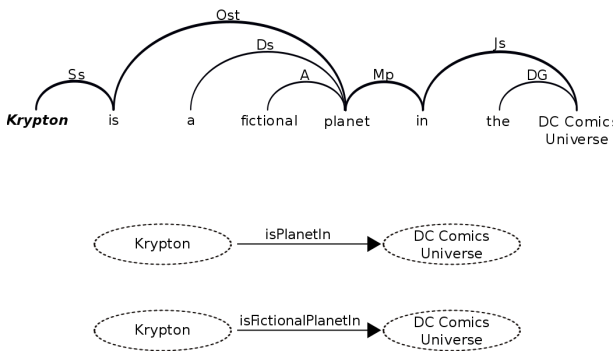 Ost
Ds
Js
Ss
A
Mp
DG
Krypton is a fictional planet in the DC Comics
Universe
Krypton isPlanetIn DC Comics
Universe
Krypton isFictionalPlanetIn DC Comics
Universe